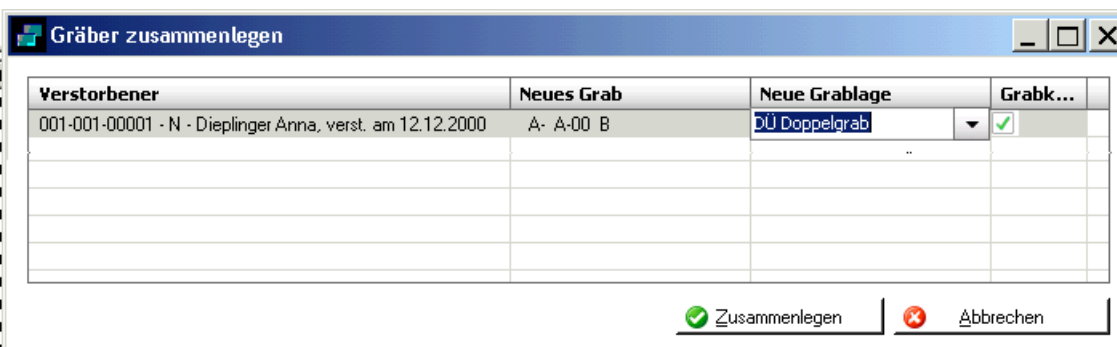 Gräber zusammenlegen
Verstorbener Neues Grab Neue Grablage Grabk...
001-001-00001 - N - Dieplinger Anna, verst. am 12.12.2000 A- A-00 B DÜ Doppelgrab
Zusammenlegen Abbrechen